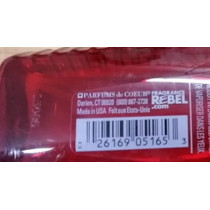 PARFUMS de COEUR
Darien, CT 06820 (800) 887-2738
Made in USA Fait aux Etats-Unis
FRAGRANCE
REBEL
.com
26169 05165 3